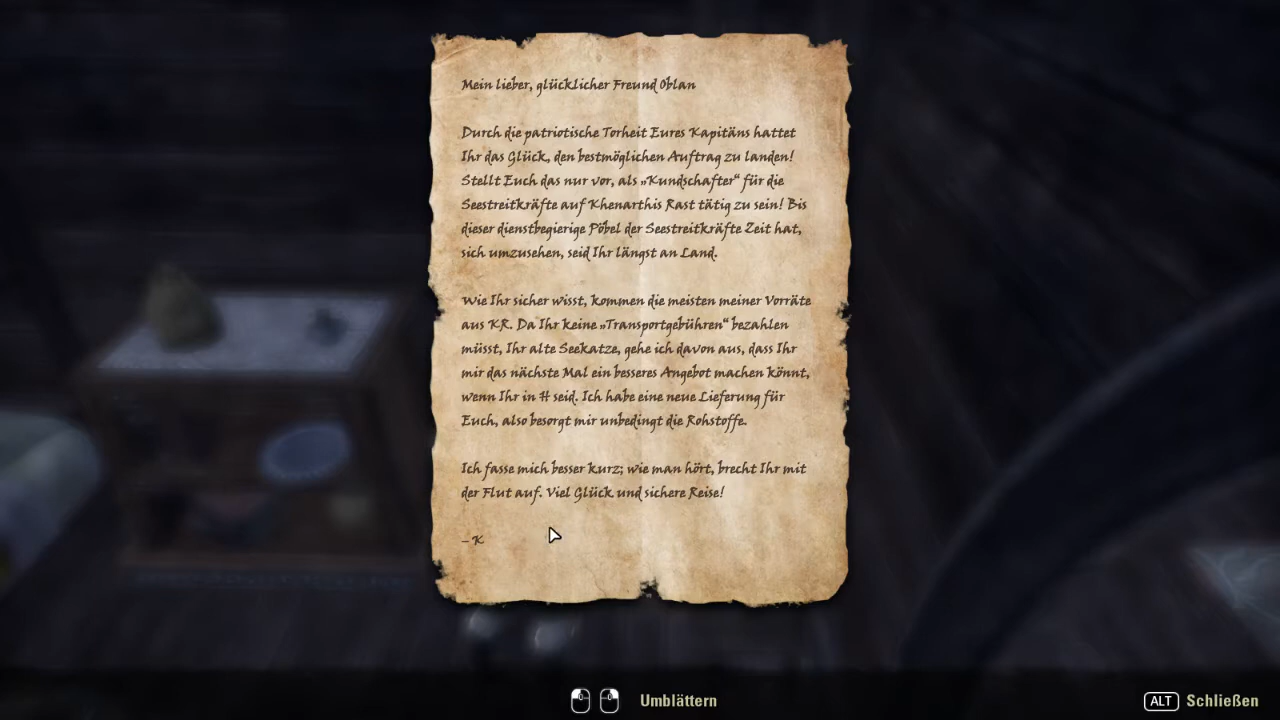 Mein lieber, glücklicher Freund Oblan
Durch die patriotische Torheit Eures Kapitäns hattet
Ihr das Glück, den bestmöglichen Auftrag zu landen!
Stellt Euch das nur vor, als „Kundschafter“ für die
Seestreitkräfte auf Khenarthis Rast tätig zu sein! Bis
dieser dienstbegierige Pöbel der Seestreitkräfte Zeit hat,
sich umzusehen, seid Ihr längst an Land.
Wie Ihr sicher wisst, kommen die meisten meiner Vorräte
aus KR. Da Ihr keine „Transportgebühren“ bezahlen
müsst, Ihr alte Seekatze, gehe ich davon aus, dass Ihr
mir das nächste Mal ein besseres Angebot machen könnt,
wenn Ihr in H seid. Ich habe eine neue Lieferung für
Euch, also besorgt mir unbedingt die Rohstoffe.
Ich fasse mich besser kurz; wie man hört, brecht Ihr mit
der Flut auf. Viel Glück und sichere Reise!
– K
Umblättern
ALT Schließen